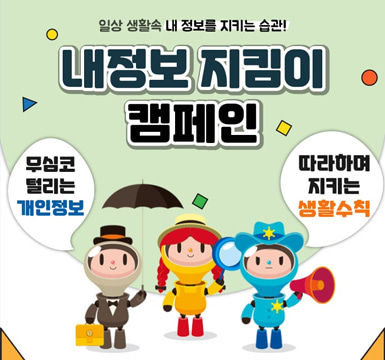 일상 생활속 내 정보를 지키는 습관!
내정보 지킴이
캠페인
무심코
털리는
개인정보
따라하며
지키는
생활수칙